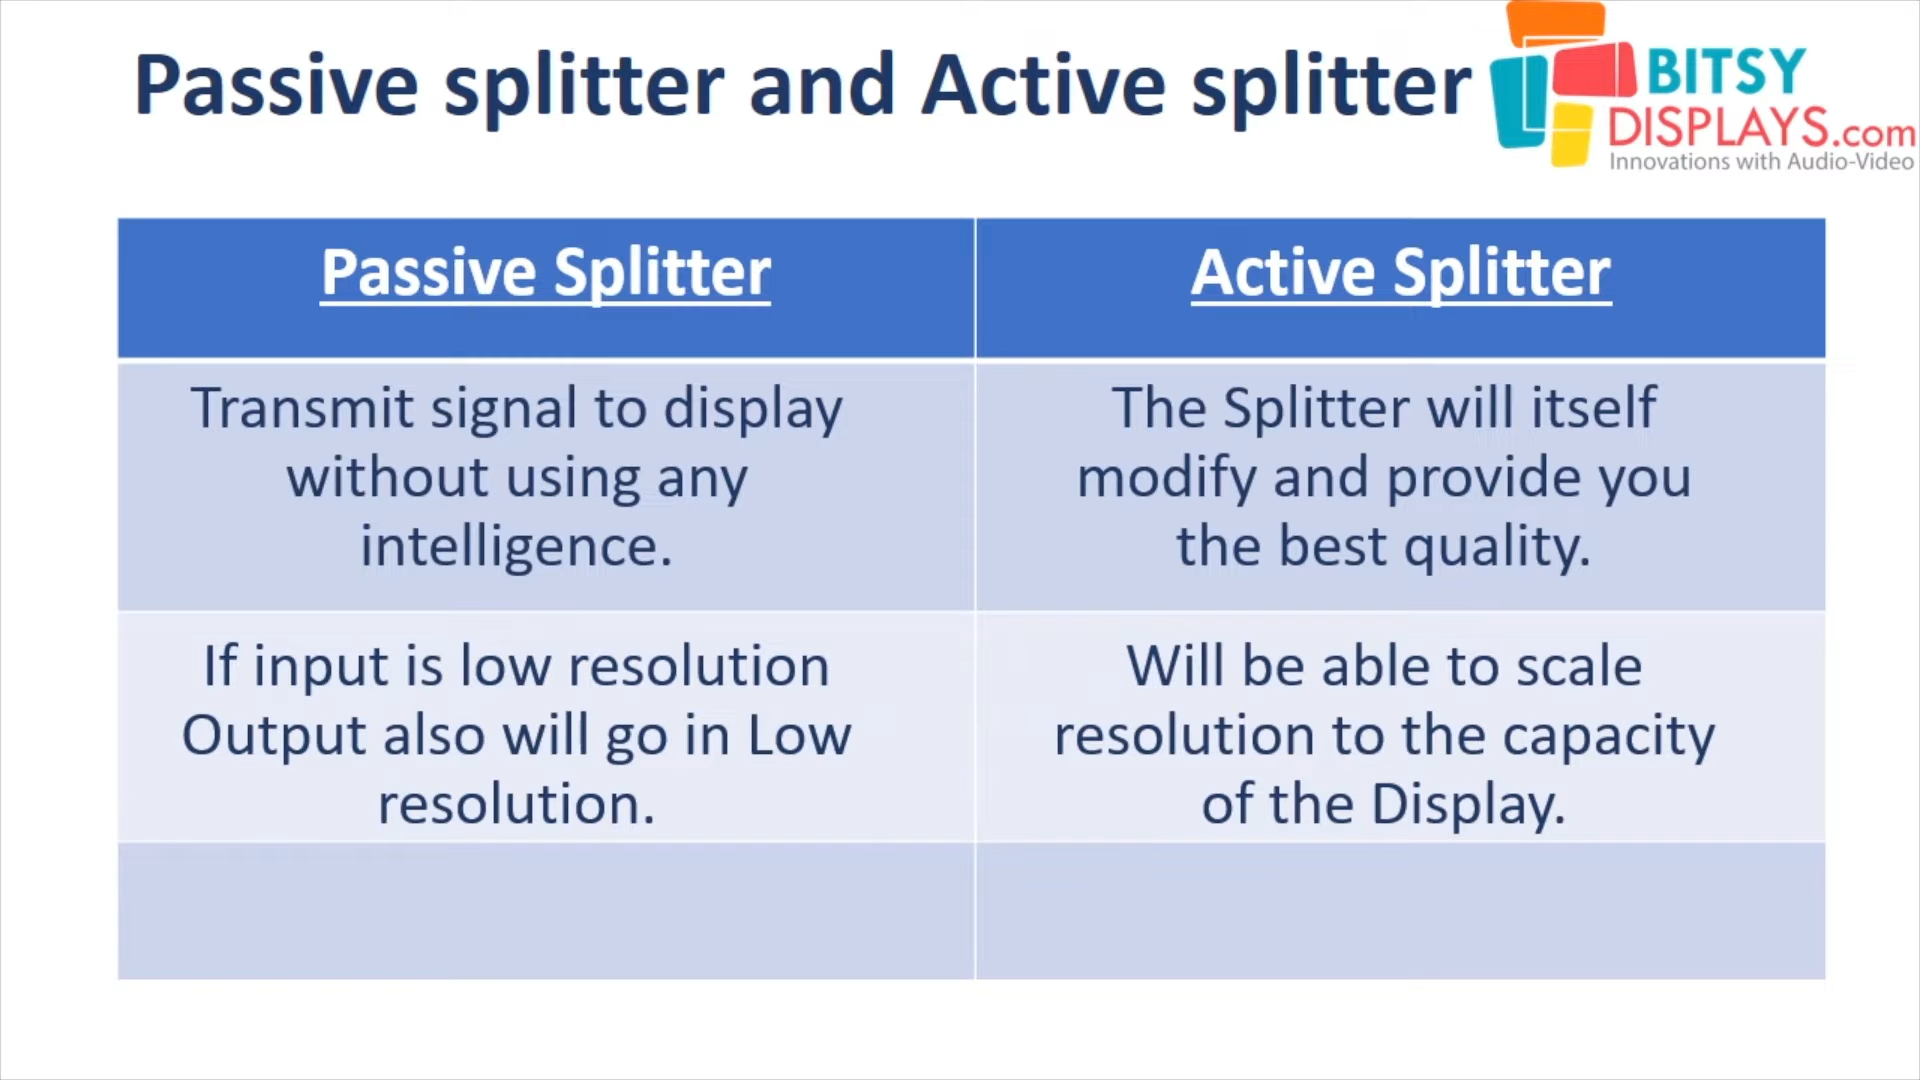 Passive splitter and Active splitter
BITSY
DISPLAYS.com
Innovations with Audio-Video
Passive Splitter
Active Splitter
Transmit signal to display
without using any
intelligence.
The Splitter will itself
modify and provide you
the best quality.
If input is low resolution
Output also will go in Low
resolution.
Will be able to scale
resolution to the capacity
of the Display.